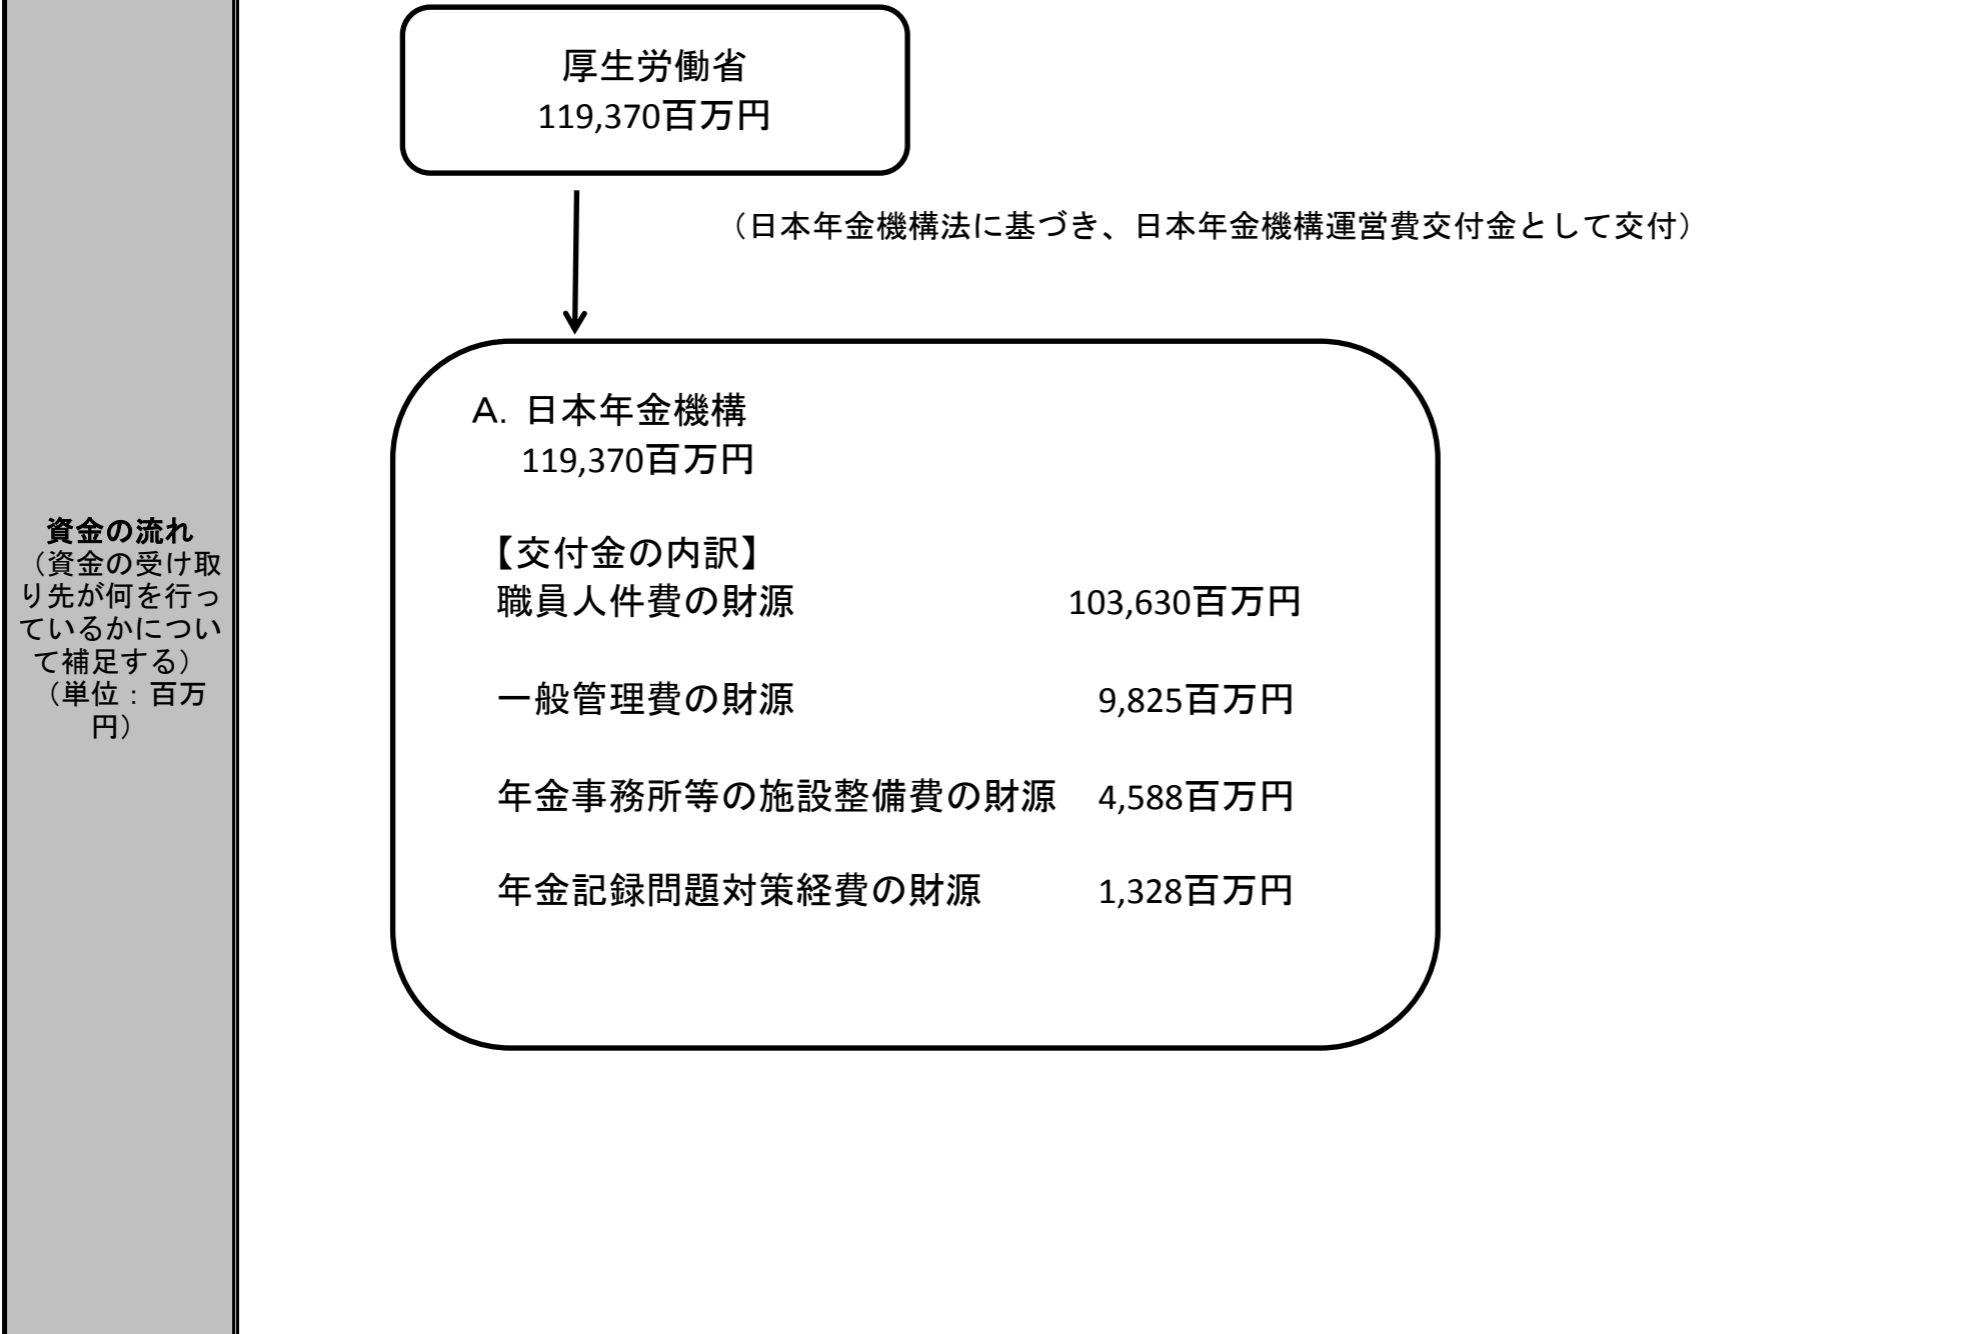 厚生労働省
119,370百万円
（日本年金機構法に基づき、日本年金機構運営費交付金として交付）
A. 日本年金機構
119,370百万円
【交付金の内訳】
職員人件費の財源 103,630百万円
一般管理費の財源 9,825百万円
年金事務所等の施設整備費の財源 4,588百万円
年金記録問題対策経費の財源 1,328百万円
資金の流れ
（資金の受け取
り先が何を行っ
ているかについ
て補足する）
（単位：百万
円）